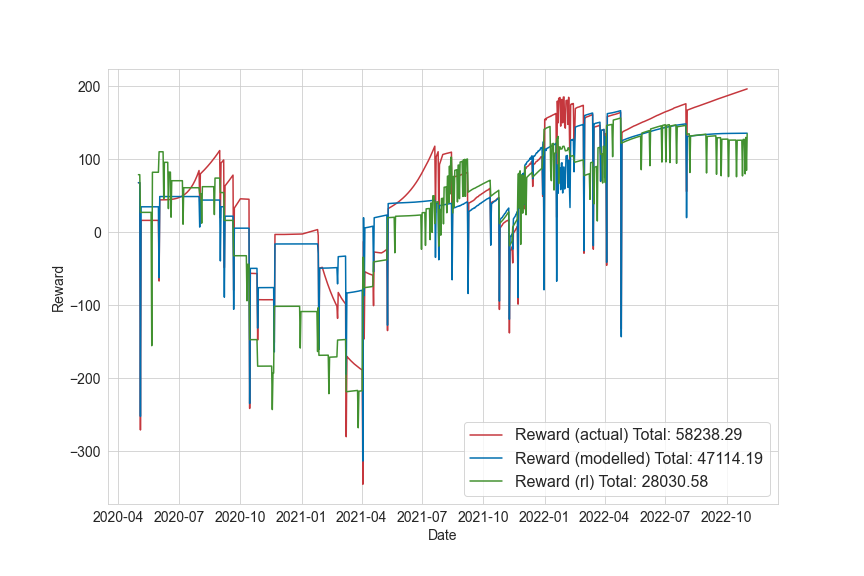 200
100
0
−100
−200
−300
Reward
Reward (actual) Total: 58238.29
Reward (modelled) Total: 47114.19
Reward (rl) Total: 28030.58
2020-04 2020-07 2020-10 2021-01 2021-04 2021-07 2021-10 2022-01 2022-04 2022-07 2022-10
Date